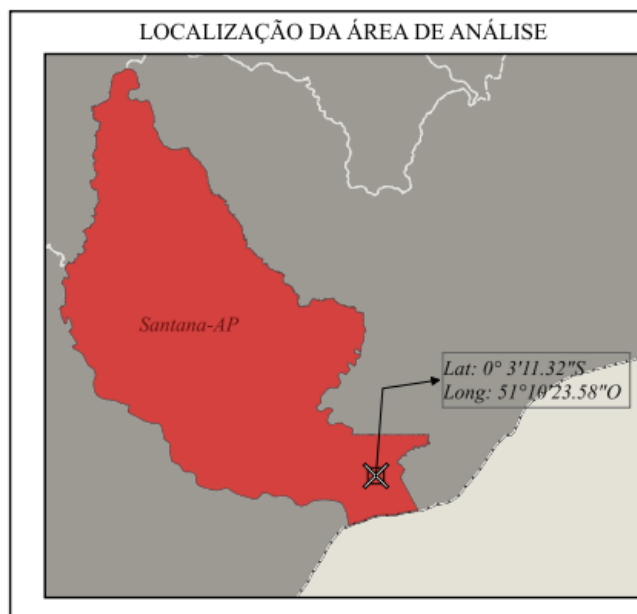 LOCALIZAÇÃO DA ÁREA DE ANÁLISE
Santana-AP
Lat: 0° 3'11.32"S
Long: 51°10'23.58"O